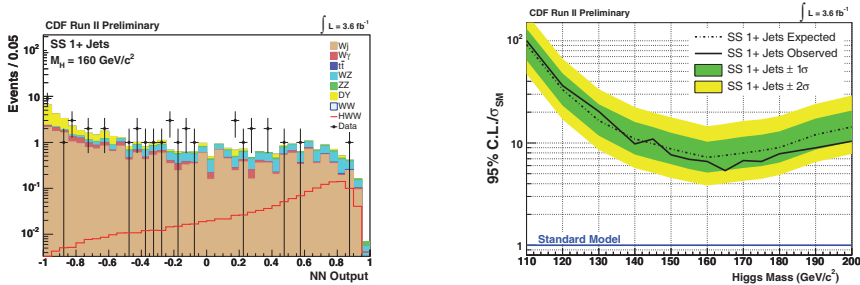 CDF Run II Preliminary
∫ L = 3.6 fb⁻¹
Events / 0.05
10²
10
1
10⁻¹
10⁻²
SS 1+ Jets
M_H = 160 GeV/c²
Wj
Wγ
tt̄
WZ
ZZ
DY
WW
HWW
Data
-1 -0.8 -0.6 -0.4 -0.2 0 0.2 0.4 0.6 0.8 1
NN Output
CDF Run II Preliminary
∫ L = 3.6 fb⁻¹
95% C.L./σ_SM
10²
10
1
SS 1+ Jets Expected
SS 1+ Jets Observed
SS 1+ Jets ± 1σ
SS 1+ Jets ± 2σ
Standard Model
110 120 130 140 150 160 170 180 190 200
Higgs Mass (GeV/c²)